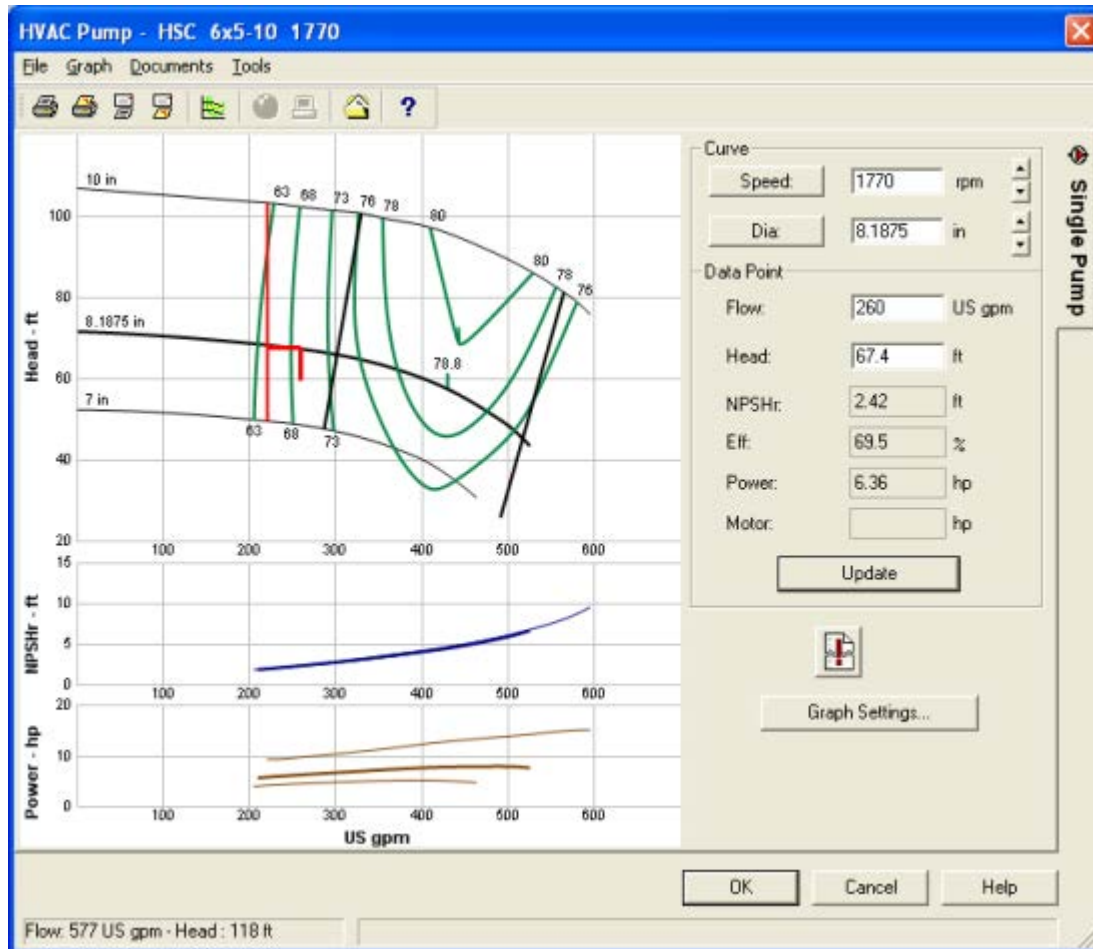 HVAC Pump - HSC 6x5-10 1770
File Graph Documents Tools
?
10 in
63 68 73 76 78 80
80
78
76
100
80
8.1875 in
78.8
60
7 in
63 68 73
40
20
100 200 300 400 500 600
Head - ft
15
10
5
0
100 200 300 400 500 600
NPSHr - ft
20
10
0
0 100 200 300 400 500 600
Power - hp
US gpm
Curve
Speed: 1770 rpm
Dia: 8.1875 in
Data Point
Flow: 260 US gpm
Head: 67.4 ft
NPSHr: 2.42 ft
Eff: 69.5 %
Power: 6.36 hp
Motor: hp
Update
Graph Settings...
Single Pump
OK Cancel Help
Flow: 577 US gpm - Head : 118 ft